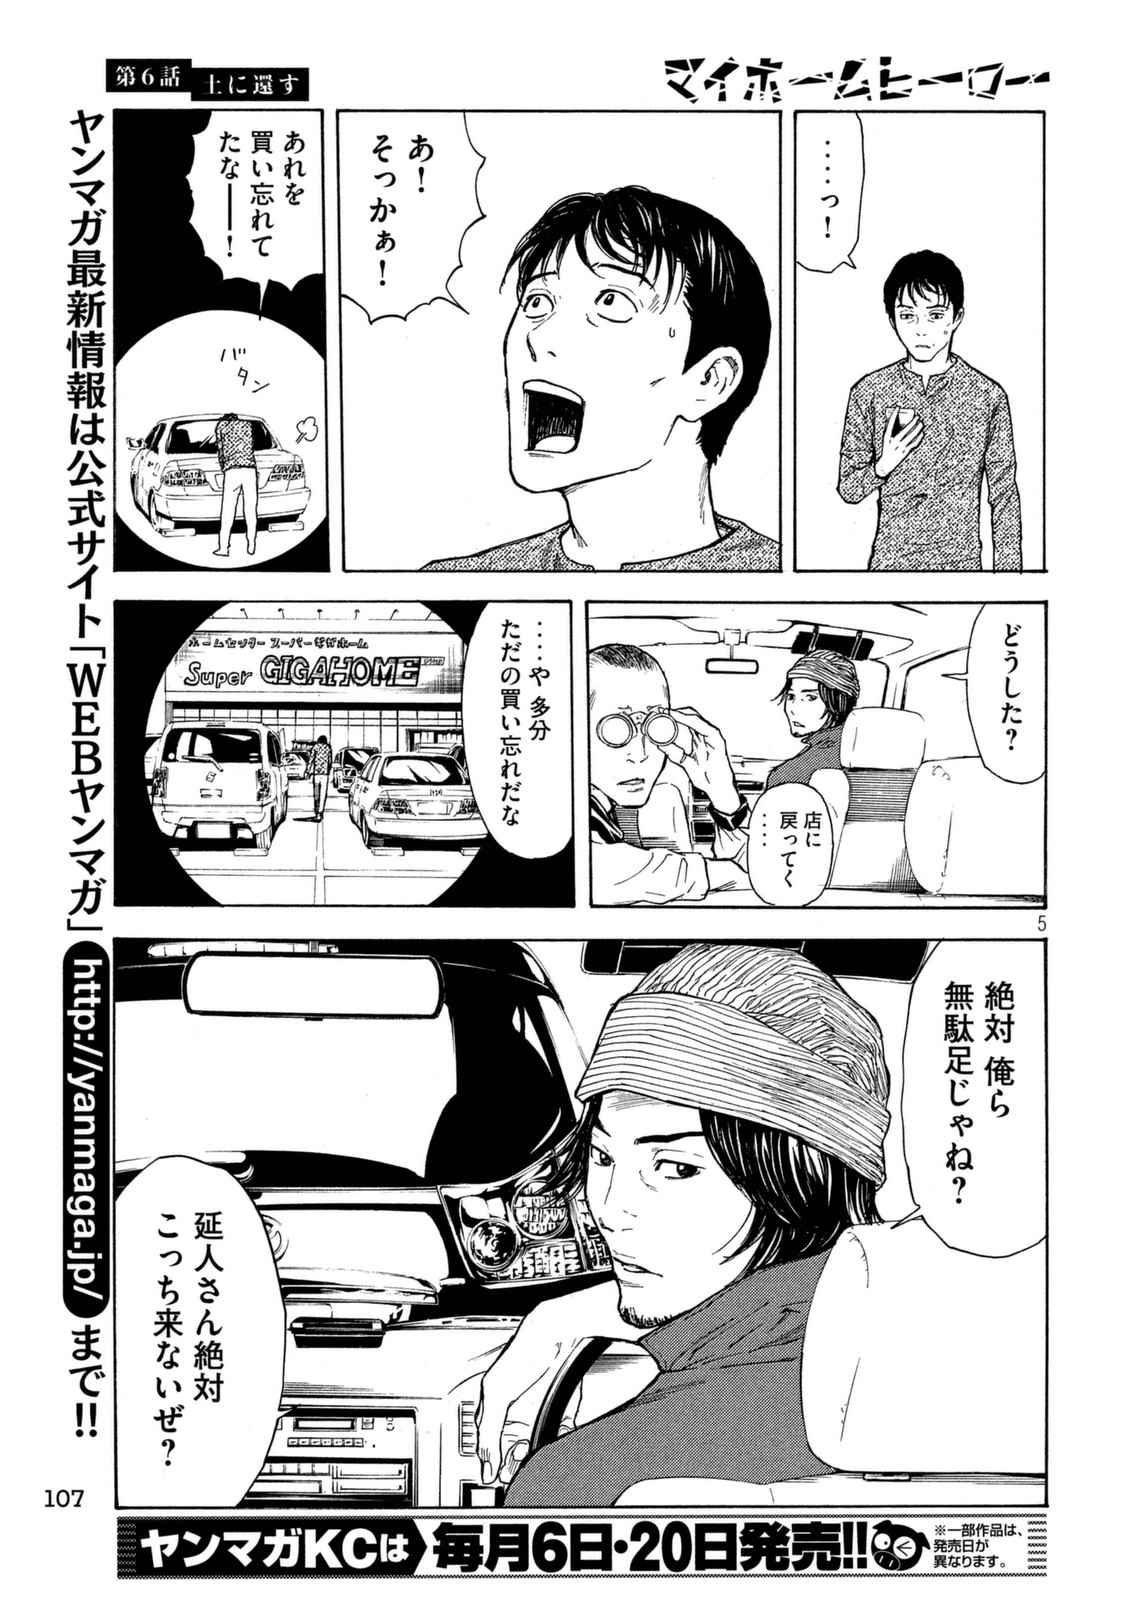 マイホームヒーロー
第6話
土に還す
‥‥っ！
あ！
そっかぁ！
あれを
買い忘れて
たな――！
バタン
どうした？
店に
戻ってく
‥‥
‥‥や 多分
ただの買い忘れだな
ホームセンター スーパーギガホーム
Super GIGAHOME
5
絶対 俺ら
無駄足じゃね？
延人さん絶対
こっち来ないぜ？
ヤンマガ最新情報は公式サイト「WEBヤンマガ」http://yanmaga.jp/まで!!
107
ヤンマガKCは毎月6日・20日発売!!
※一部作品は、
発売日が
異なります。